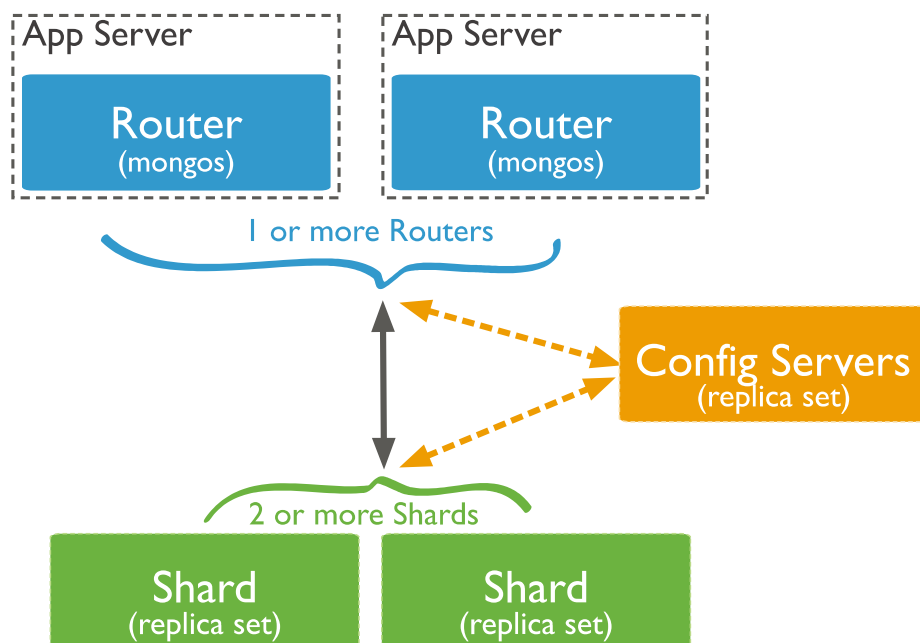 App Server
App Server
Router
(mongos)
Router
(mongos)
1 or more Routers
Config Servers
(replica set)
2 or more Shards
Shard
(replica set)
Shard
(replica set)